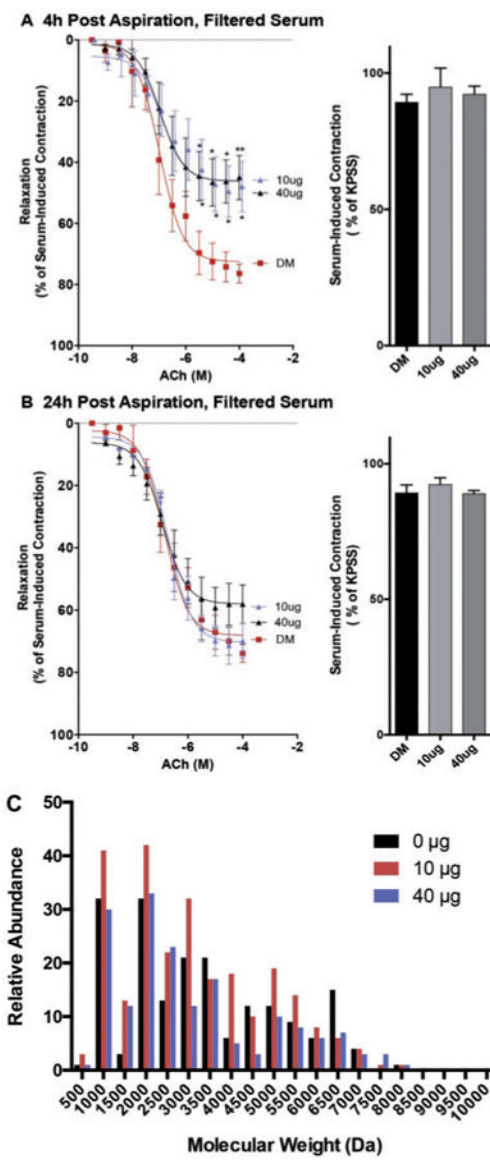 A 4h Post Aspiration, Filtered Serum
Relaxation
(% of Serum-Induced Contraction)
0
20
40
60
80
100
-10
-8
-6
-4
-2
ACh (M)
* * * **
* * * *
10ug
40ug
DM
Serum-Induced Contraction
( % of KPSS)
100
50
0
DM
10ug
40ug
B 24h Post Aspiration, Filtered Serum
Relaxation
(% of Serum-Induced Contraction)
0
20
40
60
80
100
-10
-8
-6
-4
-2
ACh (M)
10ug
40ug
DM
Serum-Induced Contraction
( % of KPSS)
100
50
0
DM
10ug
40ug
C
Relative Abundance
50
40
30
20
10
0
0 µg
10 µg
40 µg
500
1000
1500
2000
2500
3000
3500
4000
4500
5000
5500
6000
6500
7000
7500
8000
8500
9000
9500
10000
Molecular Weight (Da)